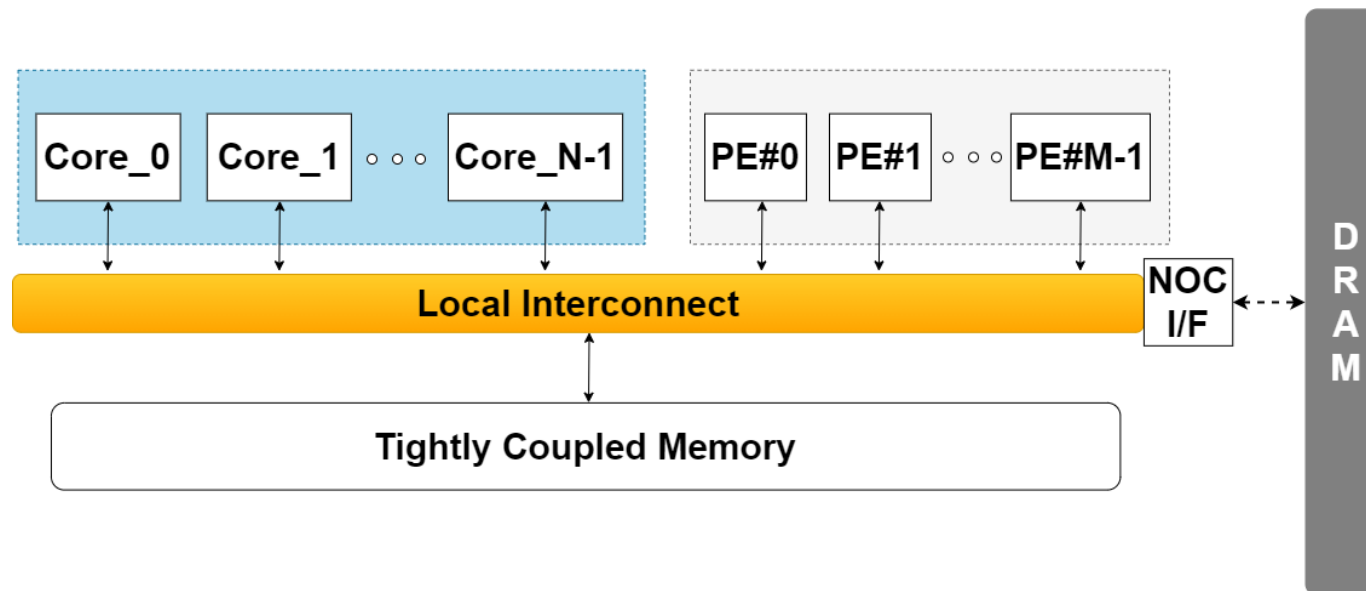 Core_0
Core_1
Core_N-1
PE#0
PE#1
PE#M-1
Local Interconnect
NOC
I/F
Tightly Coupled Memory
D
R
A
M